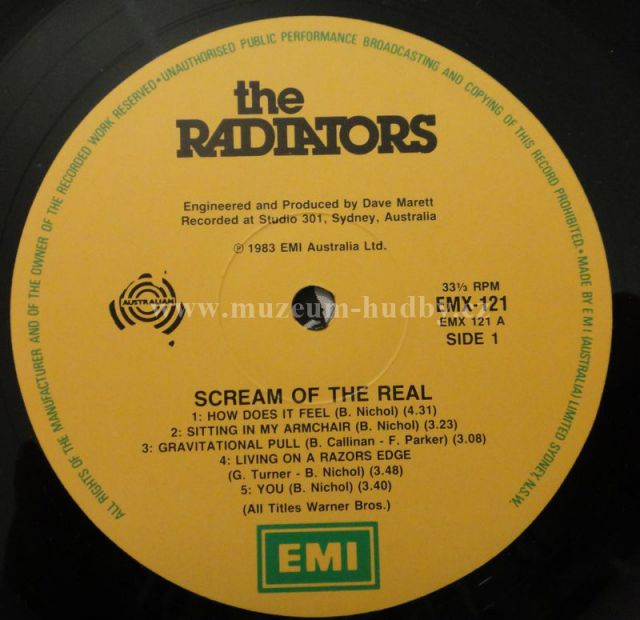 ALL RIGHTS OF THE MANUFACTURER AND OF THE OWNER OF THE RECORDED WORK RESERVED • UNAUTHORISED PUBLIC PERFORMANCE BROADCASTING AND COPYING OF THIS RECORD PROHIBITED • MADE BY EMI (AUSTRALIA) LIMITED SYDNEY, N.S.W.
the
RADIATORS
Engineered and Produced by Dave Marett
Recorded at Studio 301, Sydney, Australia
℗ 1983 EMI Australia Ltd.
AUSTRALIAN
33⅓ RPM
EMX-121
www.muzeum-hudby.cz
EMX 121 A
SIDE 1
SCREAM OF THE REAL
1: HOW DOES IT FEEL (B. Nichol) (4.31)
2: SITTING IN MY ARMCHAIR (B. Nichol) (3.23)
3: GRAVITATIONAL PULL (B. Callinan - F. Parker) (3.08)
4: LIVING ON A RAZORS EDGE
(G. Turner - B. Nichol) (3.48)
5: YOU (B. Nichol) (3.40)
(All Titles Warner Bros.)
EMI